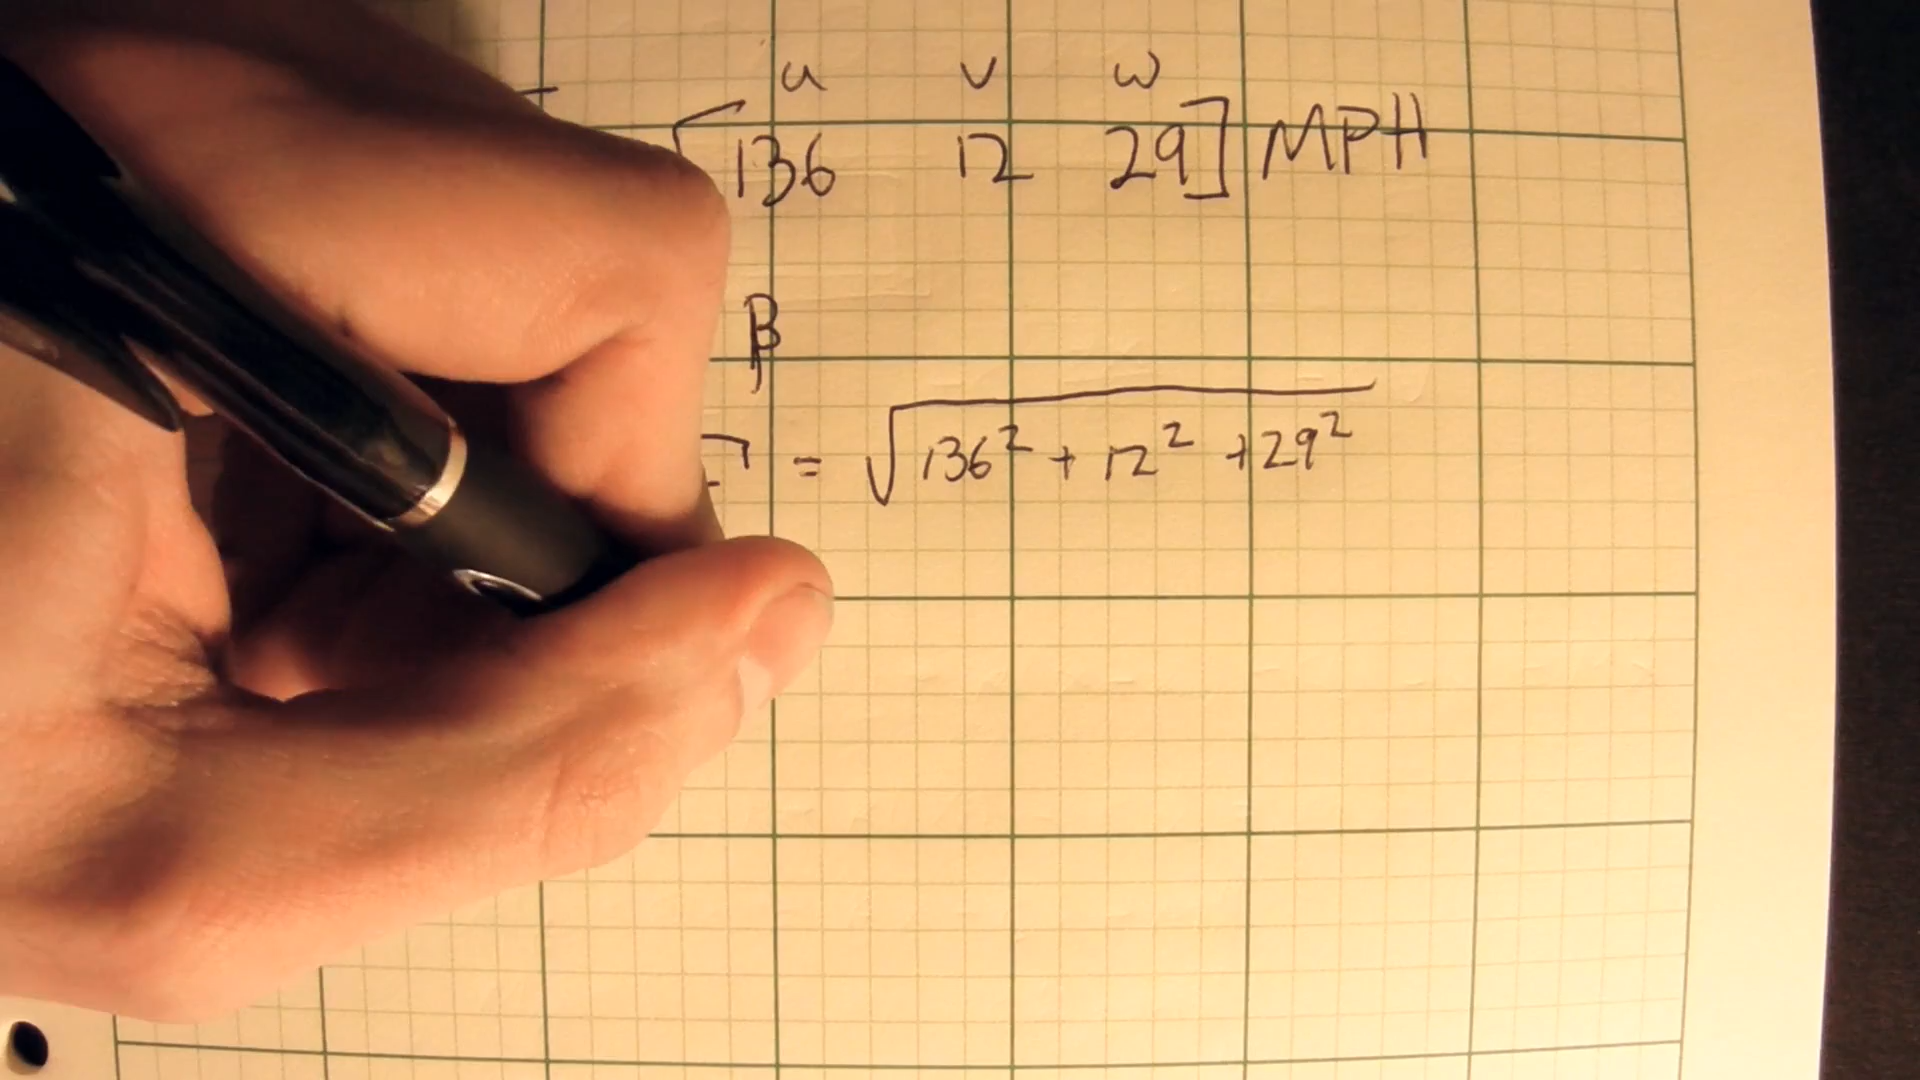 u v w
[136 12 29] MPH
β
= √136² + 12² + 29²